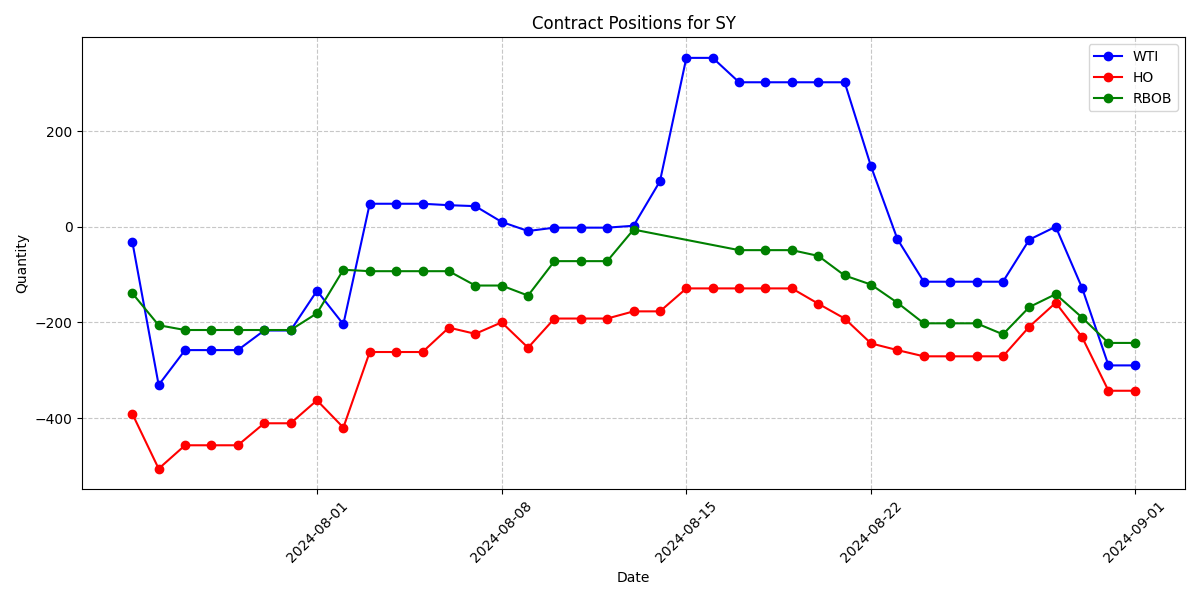 Contract Positions for SY
WTI
HO
RBOB
Quantity
200
0
−200
−400
2024-08-01
2024-08-08
2024-08-15
2024-08-22
2024-09-01
Date